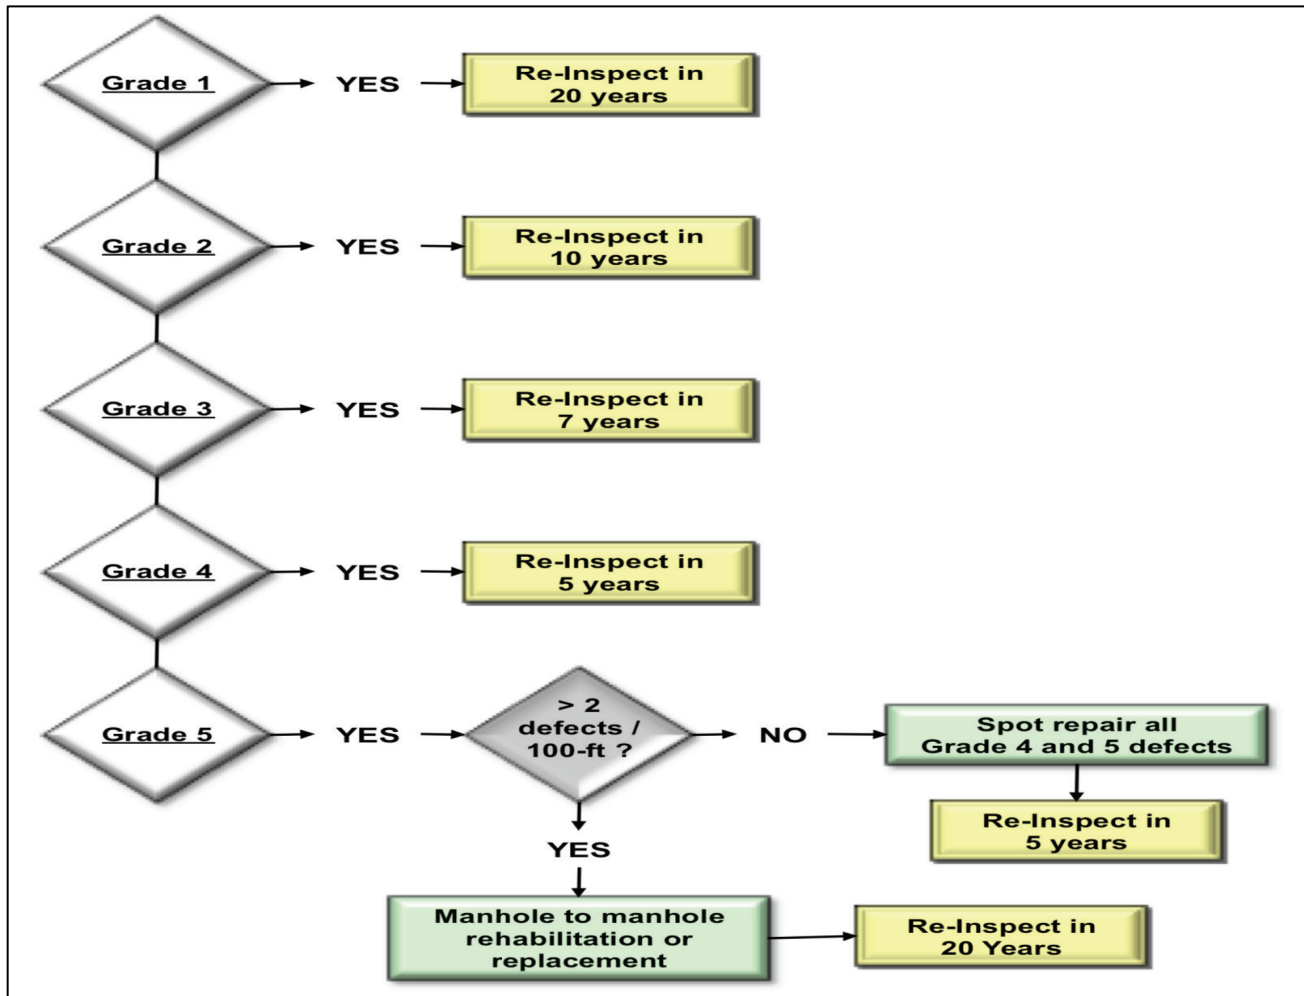 Grade 1
YES
Re-Inspect in
20 years
Grade 2
YES
Re-Inspect in
10 years
Grade 3
YES
Re-Inspect in
7 years
Grade 4
YES
Re-Inspect in
5 years
Grade 5
YES
> 2
defects /
100-ft ?
NO
Spot repair all
Grade 4 and 5 defects
Re-Inspect in
5 years
YES
Manhole to manhole
rehabilitation or
replacement
Re-Inspect in
20 Years